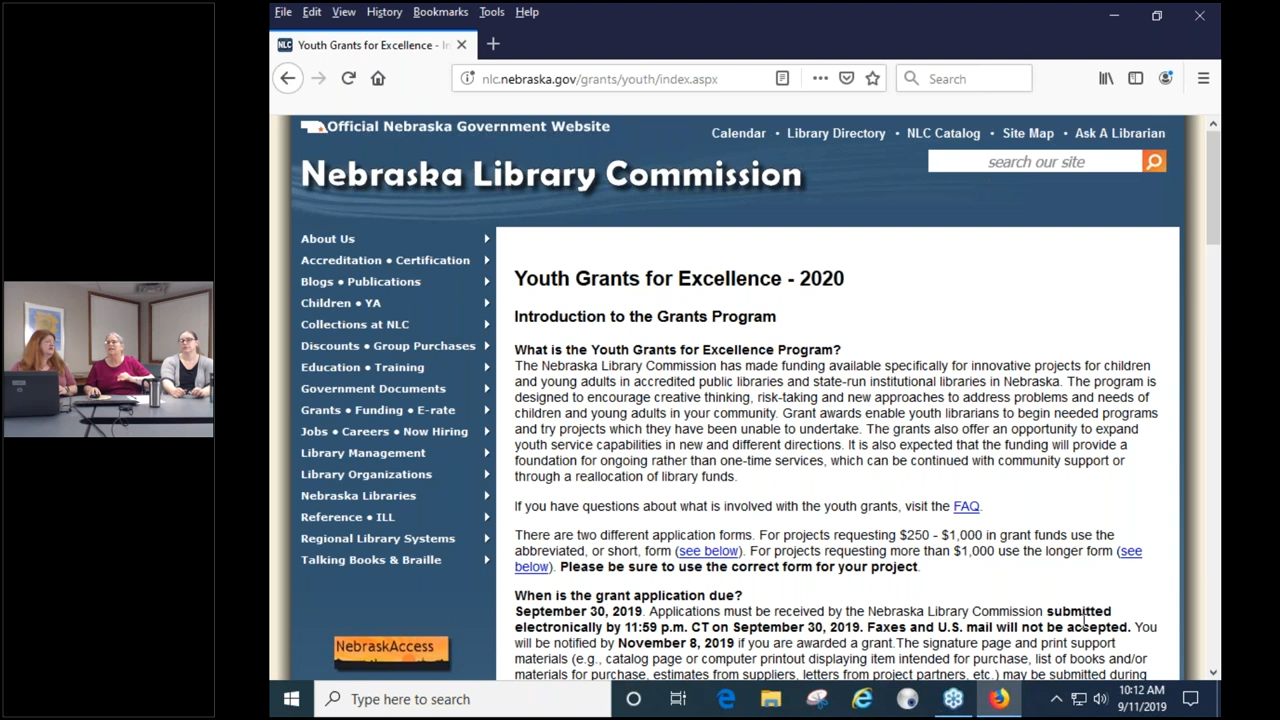 File Edit View History Bookmarks Tools Help
NLC Youth Grants for Excellence - In
nlc.nebraska.gov/grants/youth/index.aspx
Search
Official Nebraska Government Website
Calendar • Library Directory • NLC Catalog • Site Map • Ask A Librarian
Nebraska Library Commission
search our site
About Us
Accreditation • Certification
Blogs • Publications
Children • YA
Collections at NLC
Discounts • Group Purchases
Education • Training
Government Documents
Grants • Funding • E-rate
Jobs • Careers • Now Hiring
Library Management
Library Organizations
Nebraska Libraries
Reference • ILL
Regional Library Systems
Talking Books & Braille
NebraskAccess
Youth Grants for Excellence - 2020
Introduction to the Grants Program
What is the Youth Grants for Excellence Program?
The Nebraska Library Commission has made funding available specifically for innovative projects for children
and young adults in accredited public libraries and state-run institutional libraries in Nebraska. The program is
designed to encourage creative thinking, risk-taking and new approaches to address problems and needs of
children and young adults in your community. Grant awards enable youth librarians to begin needed programs
and try projects which they have been unable to undertake. The grants also offer an opportunity to expand
youth service capabilities in new and different directions. It is also expected that the funding will provide a
foundation for ongoing rather than one-time services, which can be continued with community support or
through a reallocation of library funds.
If you have questions about what is involved with the youth grants, visit the FAQ.
There are two different application forms. For projects requesting $250 - $1,000 in grant funds use the
abbreviated, or short, form (see below). For projects requesting more than $1,000 use the longer form (see
below). Please be sure to use the correct form for your project.
When is the grant application due?
September 30, 2019. Applications must be received by the Nebraska Library Commission submitted
electronically by 11:59 p.m. CT on September 30, 2019. Faxes and U.S. mail will not be accepted. You
will be notified by November 8, 2019 if you are awarded a grant.The signature page and print support
materials (e.g., catalog page or computer printout displaying item intended for purchase, list of books and/or
materials for purchase, estimates from suppliers, letters from project partners, etc.) may be submitted during
Type here to search
10:12 AM
9/11/2019